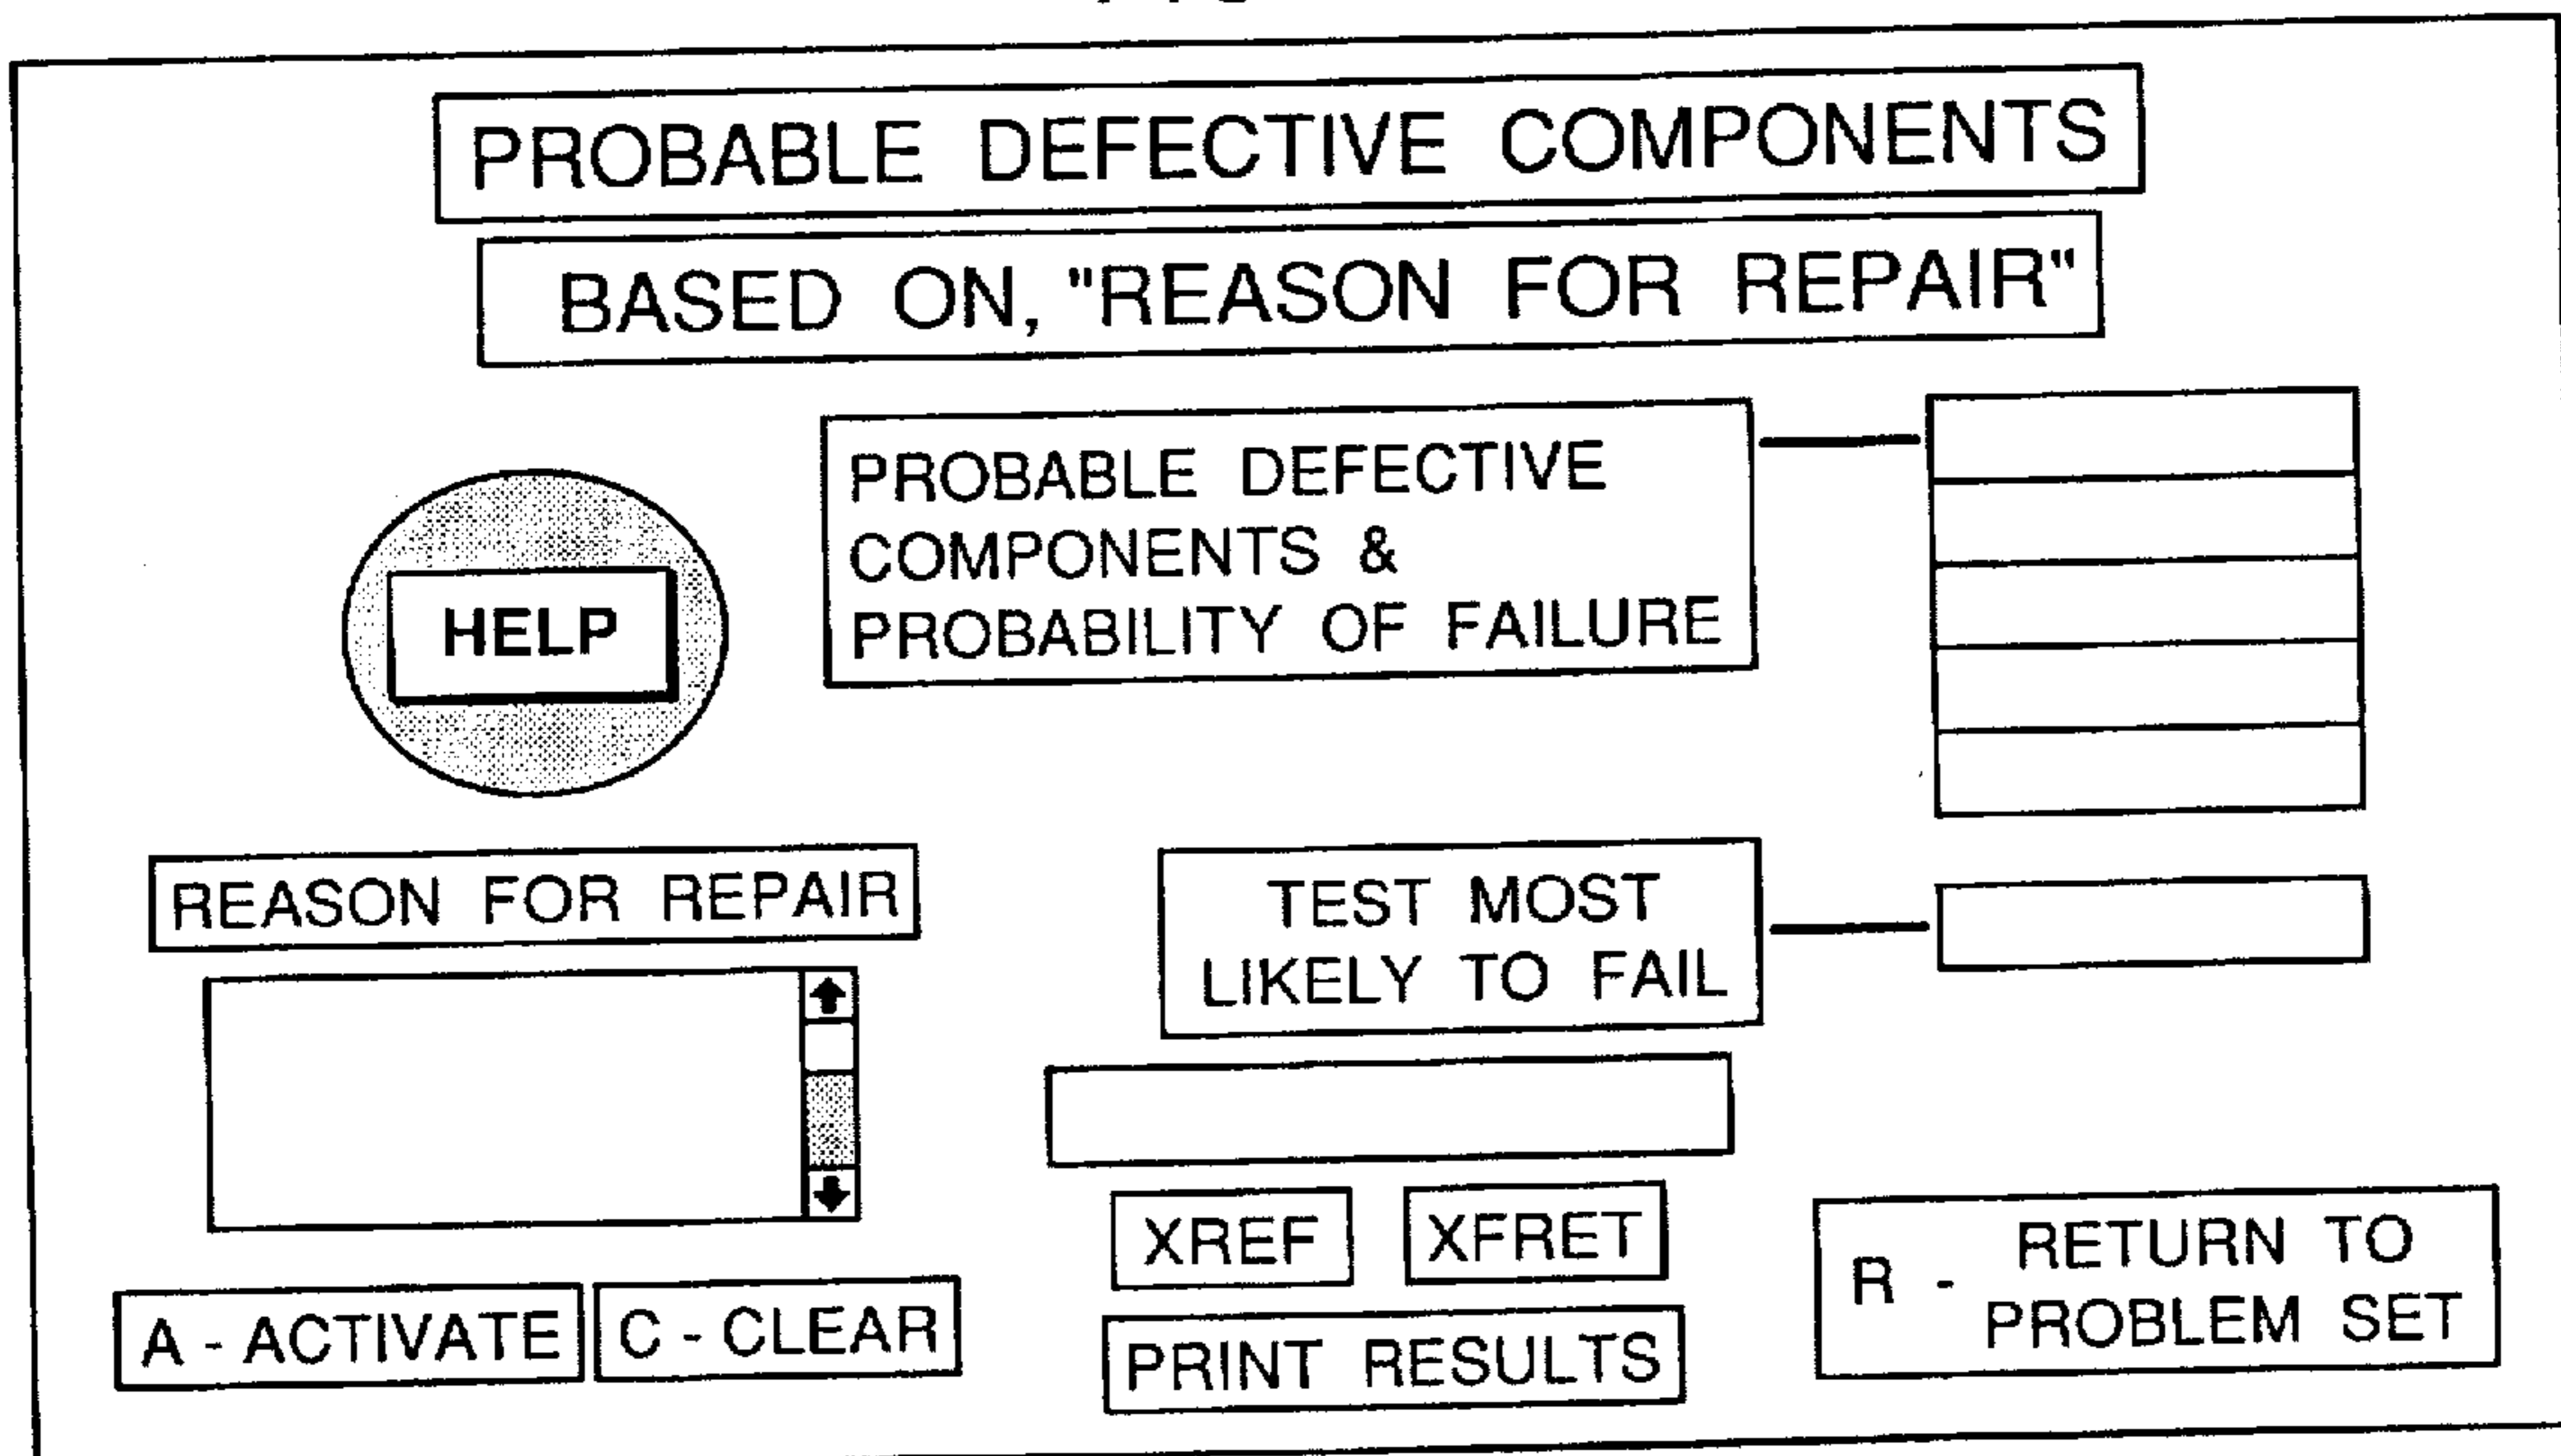 PROBABLE DEFECTIVE COMPONENTS
BASED ON, "REASON FOR REPAIR"
PROBABLE DEFECTIVE
COMPONENTS &
PROBABILITY OF FAILURE
HELP
REASON FOR REPAIR
TEST MOST
LIKELY TO FAIL
XREF
XFRET
R - RETURN TO
PROBLEM SET
A - ACTIVATE
C - CLEAR
PRINT RESULTS